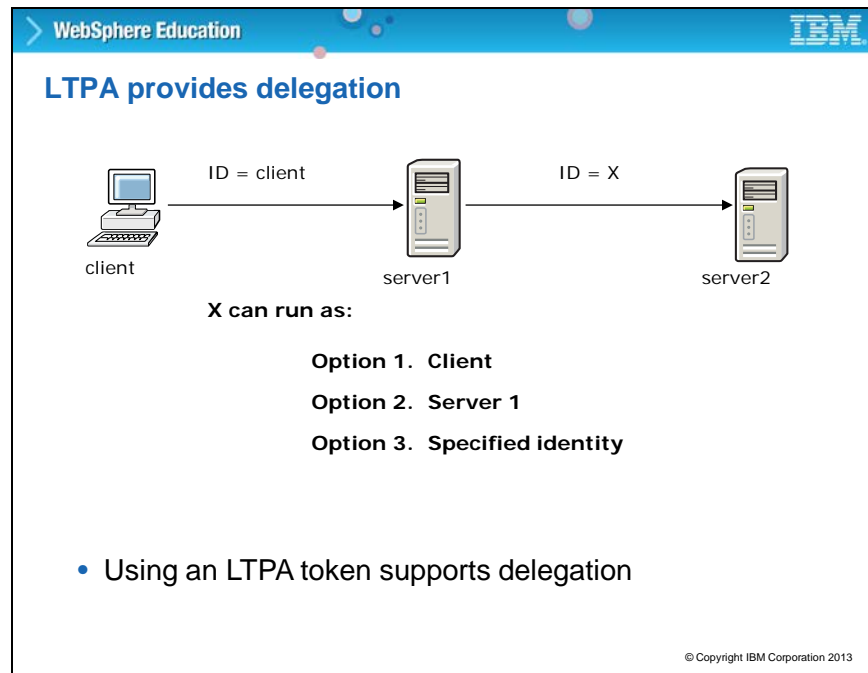 WebSphere Education
IBM
LTPA provides delegation
ID = client
ID = X
client
server1
server2
X can run as:
Option 1. Client
Option 2. Server 1
Option 3. Specified identity
• Using an LTPA token supports delegation
© Copyright IBM Corporation 2013